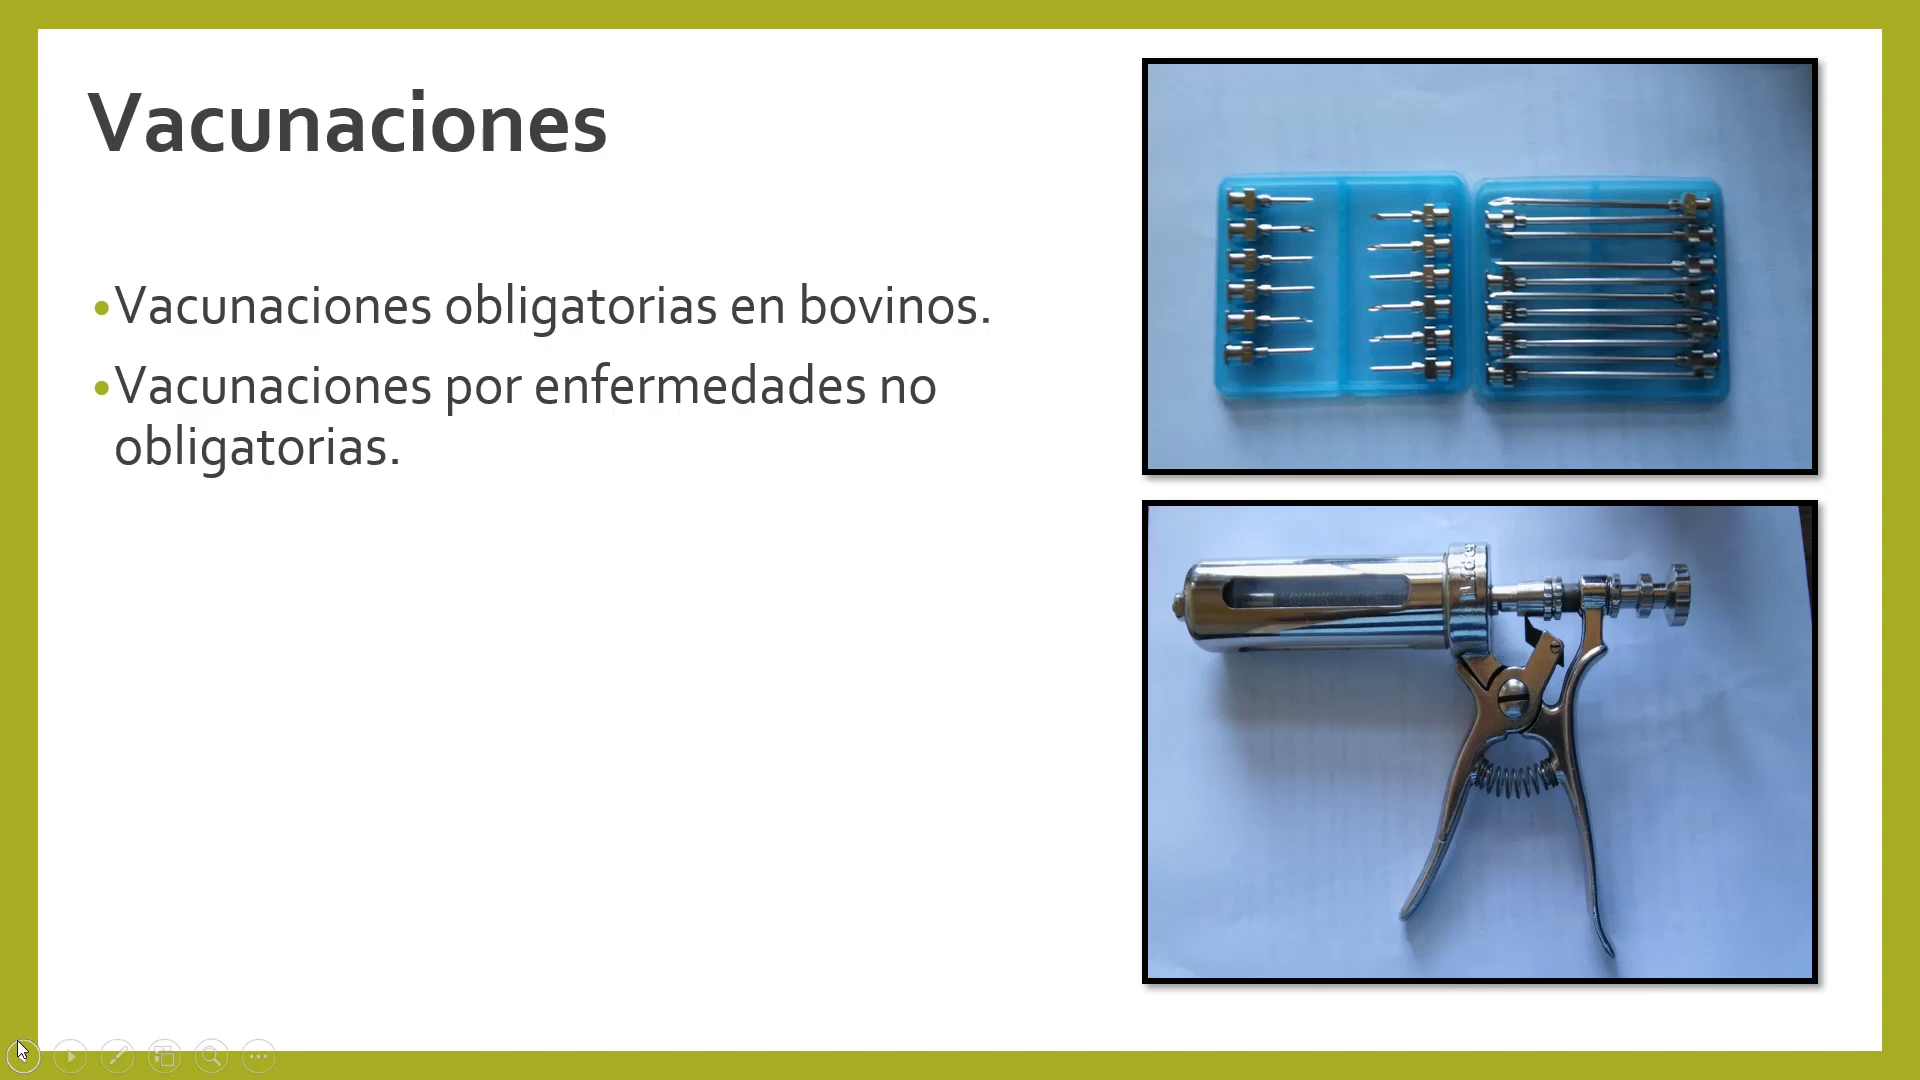 Vacunaciones
•Vacunaciones obligatorias en bovinos.
•Vacunaciones por enfermedades no
obligatorias.